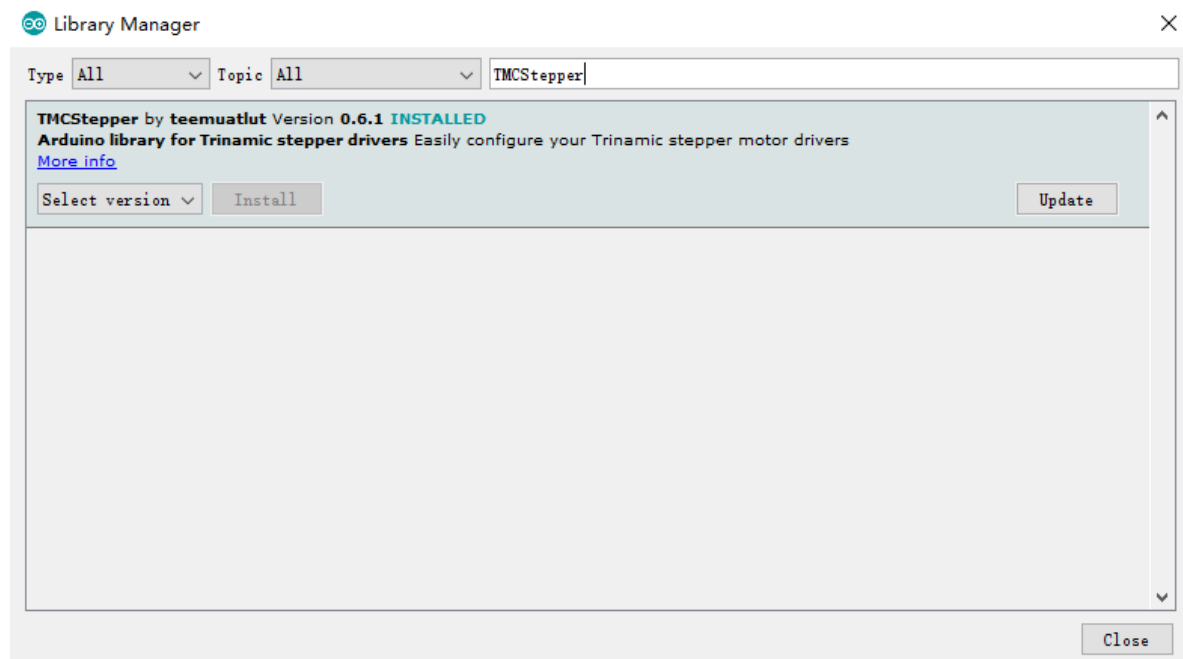 Library Manager
Type All Topic All TMCStepper
TMCStepper by teemuatlut Version 0.6.1 INSTALLED
Arduino library for Trinamic stepper drivers Easily configure your Trinamic stepper motor drivers
More info
Select version Install Update
Close